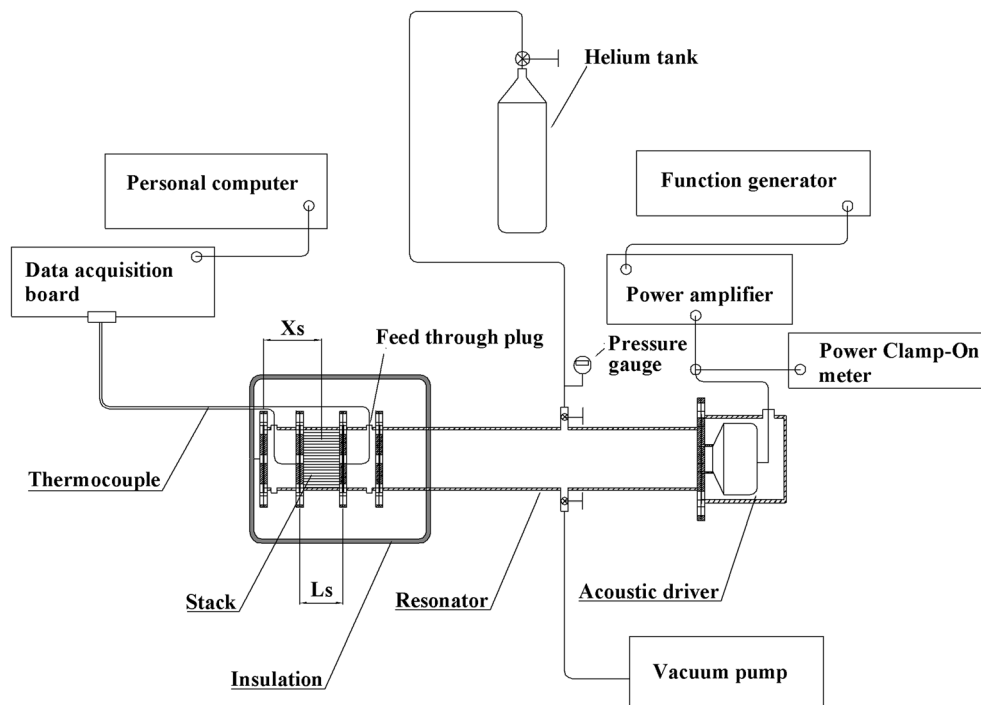 Helium tank
Personal computer
Function generator
Data acquisition
board
Power amplifier
Xs
Feed through plug
Pressure
gauge
Power Clamp-On
meter
Thermocouple
Stack
Ls
Resonator
Acoustic driver
Insulation
Vacuum pump